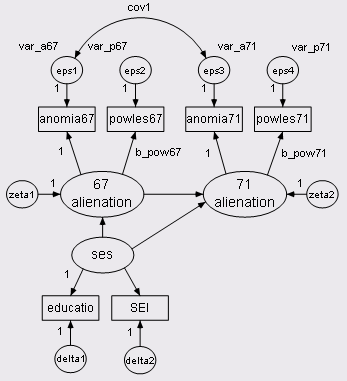 cov1
var_a67 var_p67 var_a71 var_p71
eps1 eps2 eps3 eps4
1 1 1 1
anomia67 powles67 anomia71 powles71
1 b_pow67 1 b_pow71
zeta1 1 67 alienation 71 alienation 1 zeta2
ses
1
educatio SEI
1 1
delta1 delta2